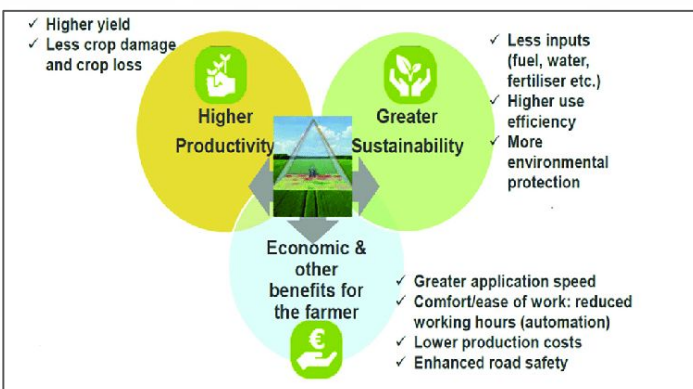 ✓ Higher yield
✓ Less crop damage
and crop loss
Higher
Productivity
Greater
Sustainability
✓ Less inputs
(fuel, water,
fertiliser etc.)
✓ Higher use
efficiency
✓ More
environmental
protection
Economic &
other
benefits for
the farmer
€
✓ Greater application speed
✓ Comfort/ease of work: reduced
working hours (automation)
✓ Lower production costs
✓ Enhanced road safety